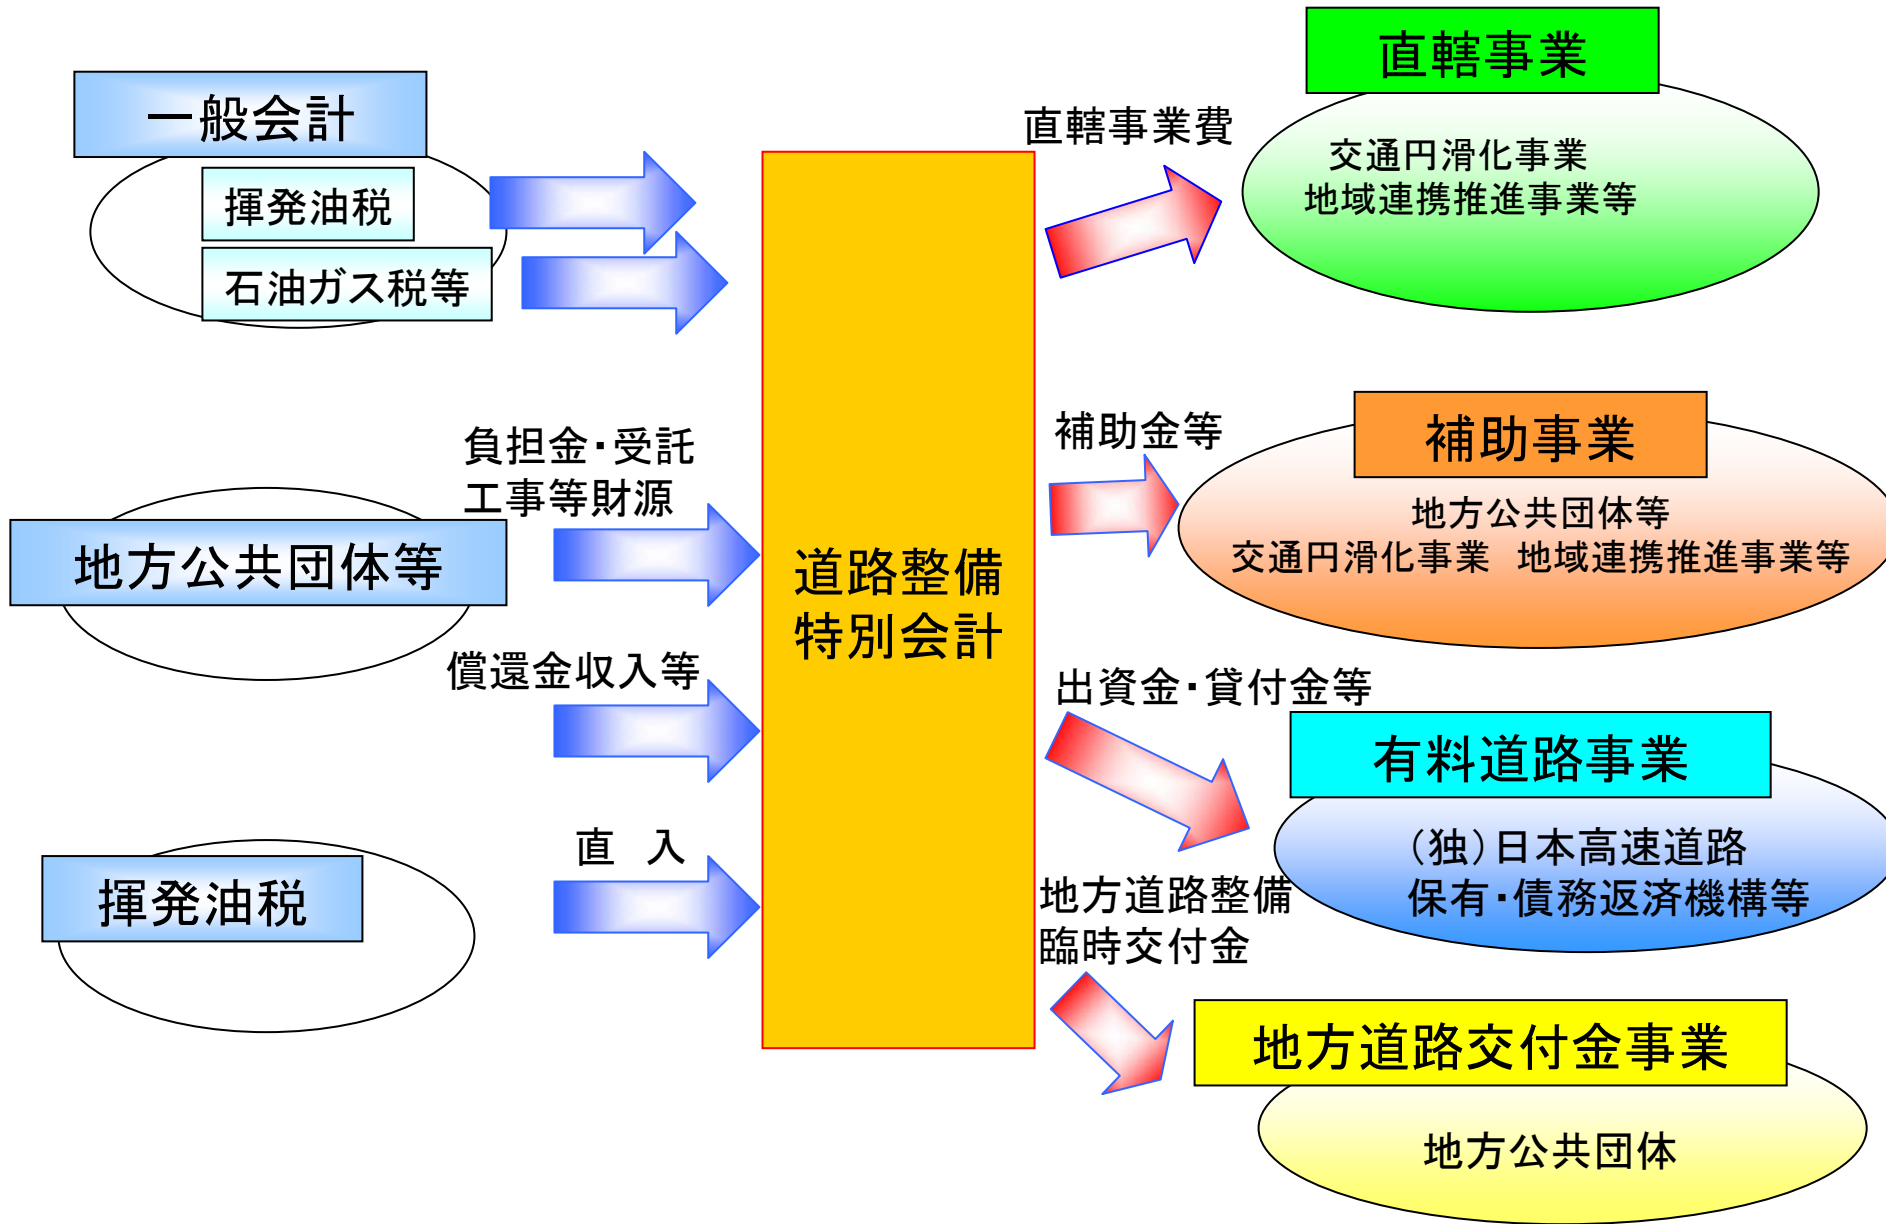 一般会計
揮発油税
石油ガス税等
負担金・受託
工事等財源
地方公共団体等
償還金収入等
直 入
揮発油税
道路整備
特別会計
直轄事業費
直轄事業
交通円滑化事業
地域連携推進事業等
補助金等
補助事業
地方公共団体等
交通円滑化事業 地域連携推進事業等
出資金・貸付金等
有料道路事業
（独）日本高速道路
保有・債務返済機構等
地方道路整備
臨時交付金
地方道路交付金事業
地方公共団体